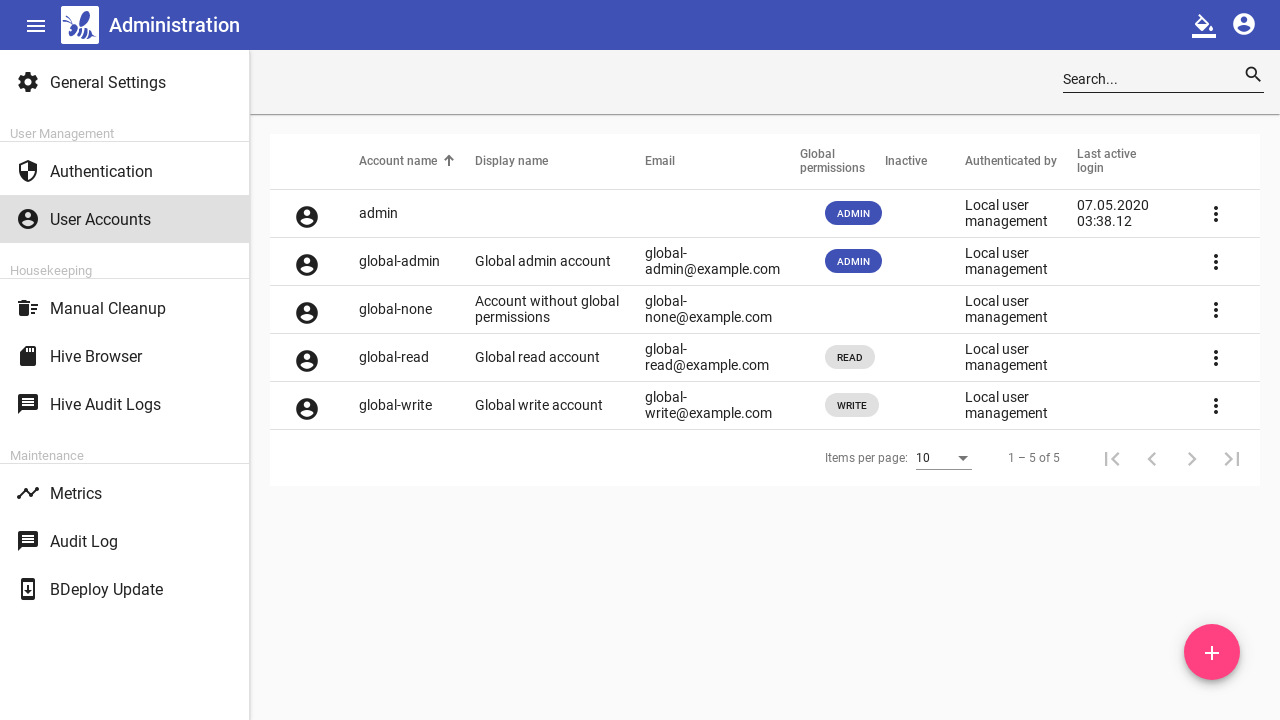 Administration
General Settings
User Management
Authentication
User Accounts
Housekeeping
Manual Cleanup
Hive Browser
Hive Audit Logs
Maintenance
Metrics
Audit Log
BDeploy Update
Search...
Account name
Display name
Email
Global
permissions
Inactive
Authenticated by
Last active
login
admin
ADMIN
Local user
management
07.05.2020
03:38.12
global-admin
Global admin account
global-
admin@example.com
ADMIN
Local user
management
global-none
Account without global
permissions
global-
none@example.com
Local user
management
global-read
Global read account
global-
read@example.com
READ
Local user
management
global-write
Global write account
global-
write@example.com
WRITE
Local user
management
Items per page:
10
1 – 5 of 5